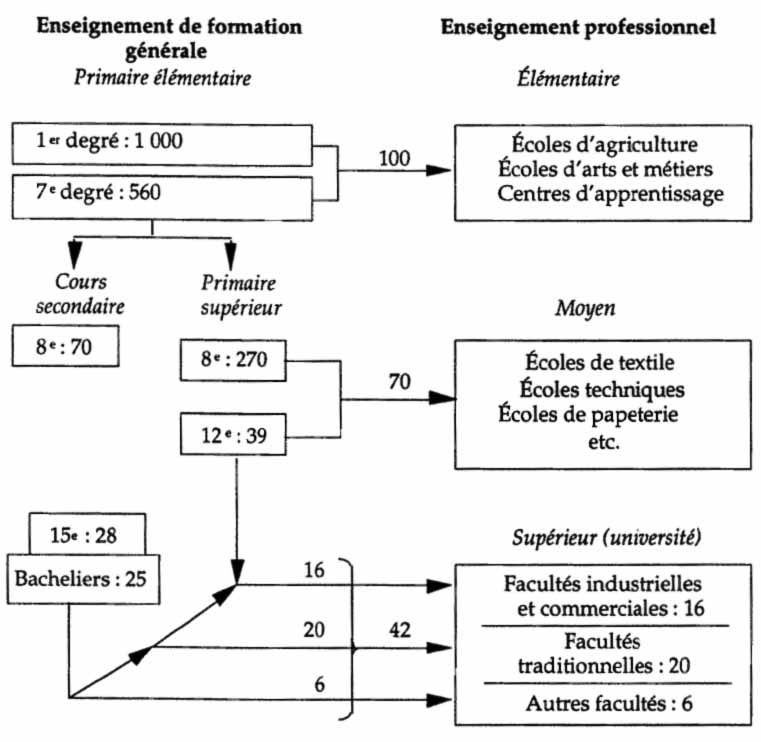 Enseignement de formation
générale
Primaire élémentaire
Enseignement professionnel
Élémentaire
1er degré : 1 000
7e degré : 560
100
Écoles d'agriculture
Écoles d'arts et métiers
Centres d'apprentissage
Cours
secondaire
Primaire
supérieur
Moyen
8e : 70
8e : 270
12e : 39
70
Écoles de textile
Écoles techniques
Écoles de papeterie
etc.
15e : 28
Bacheliers : 25
Supérieur (université)
16
20
42
6
Facultés industrielles
et commerciales : 16
Facultés
traditionnelles : 20
Autres facultés : 6